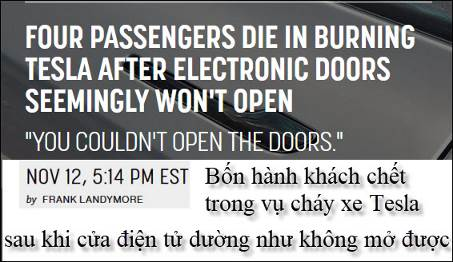 FOUR PASSENGERS DIE IN BURNING
TESLA AFTER ELECTRONIC DOORS
SEEMINGLY WON'T OPEN
"YOU COULDN'T OPEN THE DOORS."
NOV 12, 5:14 PM EST
by FRANK LANDYMORE
Bốn hành khách chết
trong vụ cháy xe Tesla
sau khi cửa điện tử dường như không mở được